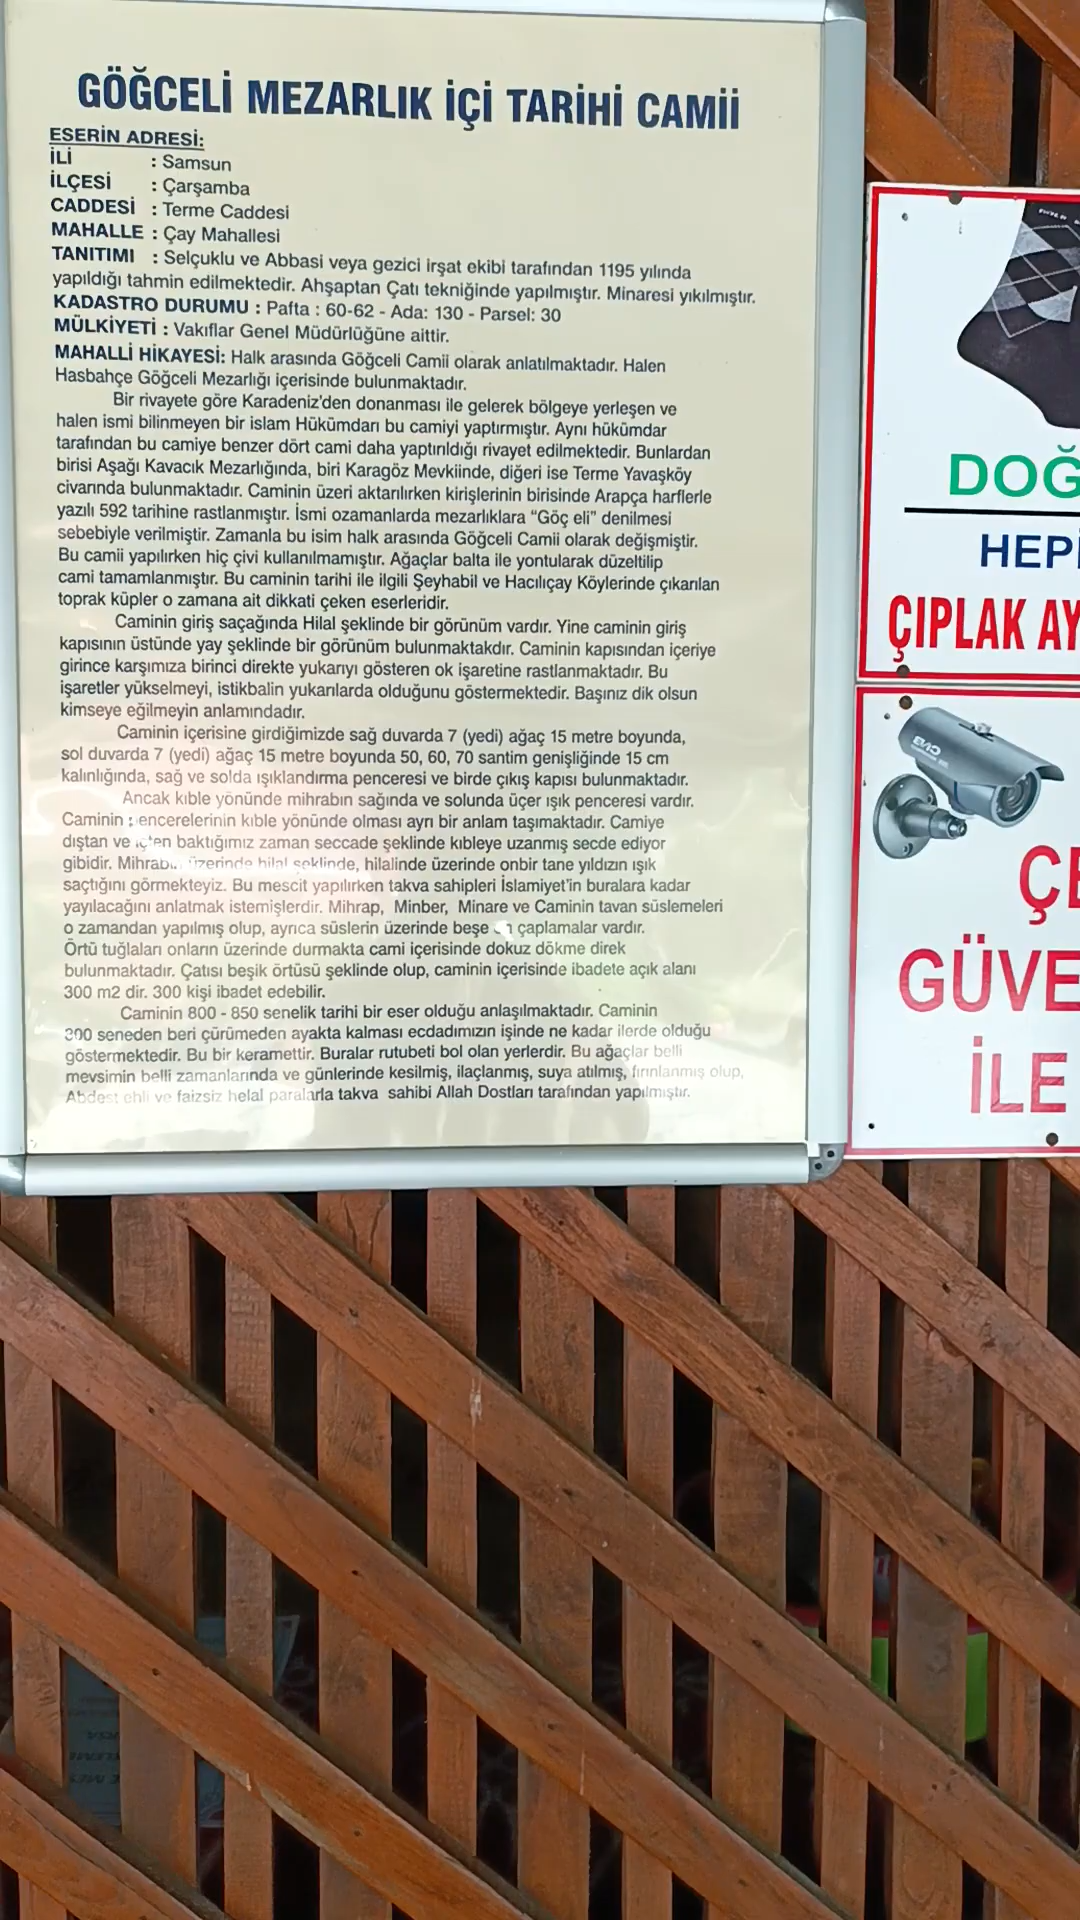 GÖĞCELİ MEZARLIK İÇİ TARİHİ CAMİİ
ESERİN ADRESİ:
İLİ : Samsun
İLÇESİ : Çarşamba
CADDESİ : Terme Caddesi
MAHALLE : Çay Mahallesi
TANITIMI : Selçuklu ve Abbasi veya gezici irşat ekibi tarafından 1195 yılında
yapıldığı tahmin edilmektedir. Ahşaptan Çatı tekniğinde yapılmıştır. Minaresi yıkılmıştır.
KADASTRO DURUMU : Pafta : 60-62 - Ada: 130 - Parsel: 30
MÜLKİYETİ : Vakıflar Genel Müdürlüğüne aittir.
MAHALLİ HİKAYESİ: Halk arasında Göğceli Camii olarak anlatılmaktadır. Halen
Hasbahçe Göğceli Mezarlığı içerisinde bulunmaktadır.
Bir rivayete göre Karadeniz'den donanması ile gelerek bölgeye yerleşen ve
halen ismi bilinmeyen bir islam Hükümdarı bu camiyi yaptırmıştır. Aynı hükümdar
tarafından bu camiye benzer dört cami daha yaptırıldığı rivayet edilmektedir. Bunlardan
birisi Aşağı Kavacık Mezarlığında, biri Karagöz Mevkiinde, diğeri ise Terme Yavaşköy
civarında bulunmaktadır. Caminin üzeri aktarılırken kirişlerinin birisinde Arapça harflerle
yazılı 592 tarihine rastlanmıştır. İsmi ozamanlarda mezarlıklara "Göç eli" denilmesi
sebebiyle verilmiştir. Zamanla bu isim halk arasında Göğceli Camii olarak değişmiştir.
Bu camii yapılırken hiç çivi kullanılmamıştır. Ağaçlar balta ile yontularak düzeltilip
cami tamamlanmıştır. Bu caminin tarihi ile ilgili Şeyhabil ve Hacılıçay Köylerinde çıkarılan
toprak küpler o zamana ait dikkati çeken eserleridir.
Caminin giriş saçağında Hilal şeklinde bir görünüm vardır. Yine caminin giriş
kapısının üstünde yay şeklinde bir görünüm bulunmaktakdır. Caminin kapısından içeriye
girince karşımıza birinci direkte yukarıyı gösteren ok işaretine rastlanmaktadır. Bu
işaretler yükselmeyi, istikbalin yukarılarda olduğunu göstermektedir. Başınız dik olsun
kimseye eğilmeyin anlamındadır.
Caminin içerisine girdiğimizde sağ duvarda 7 (yedi) ağaç 15 metre boyunda,
sol duvarda 7 (yedi) ağaç 15 metre boyunda 50, 60, 70 santim genişliğinde 15 cm
kalınlığında, sağ ve solda ışıklandırma penceresi ve birde çıkış kapısı bulunmaktadır.
Ancak kıble yönünde mihrabın sağında ve solunda üçer ışık penceresi vardır.
Caminin pencerelerinin kıble yönünde olması ayrı bir anlam taşımaktadır. Camiye
dıştan ve içten baktığımız zaman seccade şeklinde kıbleye uzanmış secde ediyor
gibidir. Mihrabın üzerinde hilal şeklinde, hilalinde üzerinde onbir tane yıldızın ışık
saçtığını görmekteyiz. Bu mescit yapılırken takva sahipleri İslamiyet'in buralara kadar
yayılacağını anlatmak istemişlerdir. Mihrap, Minber, Minare ve Caminin tavan süslemeleri
o zamandan yapılmış olup, ayrıca süslerin üzerinde beşe çaplamalar vardır.
Örtü tuğlaları onların üzerinde durmakta cami içerisinde dokuz dökme direk
bulunmaktadır. Çatısı beşik örtüsü şeklinde olup, caminin içerisinde ibadete açık alanı
300 m2 dir. 300 kişi ibadet edebilir.
Caminin 800 - 850 senelik tarihi bir eser olduğu anlaşılmaktadır. Caminin
800 seneden beri çürümeden ayakta kalması ecdadımızın işinde ne kadar ilerde olduğu
göstermektedir. Bu bir keramettir. Buralar rutubeti bol olan yerlerdir. Bu ağaçlar belli
mevsimin belli zamanlarında ve günlerinde kesilmiş, ilaçlanmış, suya atılmış, fırınlanmış olup,
Abdest ehli ve faizsiz helal paralarla takva sahibi Allah Dostları tarafından yapılmıştır.
DOĞ
HEPİ
ÇIPLAK AY
CNB
ÇE
GÜVE
İLE